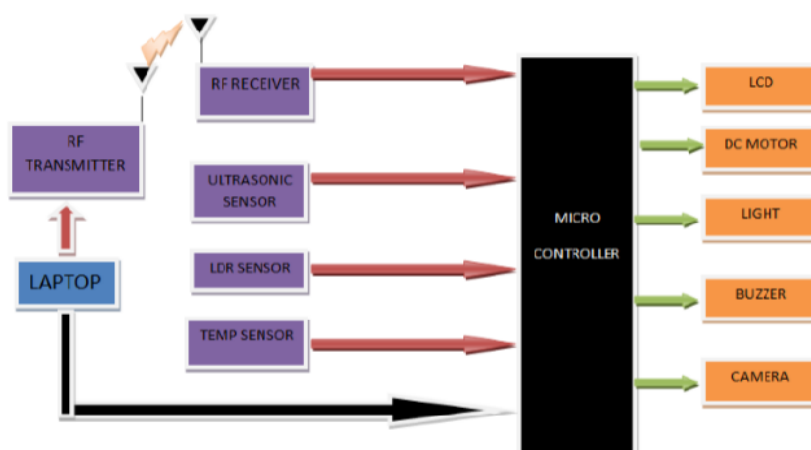 RF RECEIVER
RF
TRANSMITTER
ULTRASONIC
SENSOR
LAPTOP
LDR SENSOR
TEMP SENSOR
MICRO
CONTROLLER
LCD
DC MOTOR
LIGHT
BUZZER
CAMERA